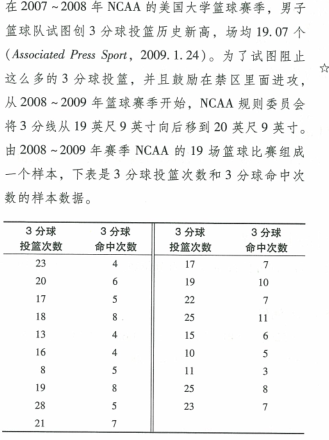 在 2007~2008 年 NCAA 的美国大学篮球赛季，男子
篮球队试图创 3 分球投篮历史新高，场均 19.07 个
(Associated Press Sport，2009.1.24)。为了试图阻止
这么多的 3 分球投篮，并且鼓励在禁区里面进攻，
☆
从 2008~2009 年篮球赛季开始，NCAA 规则委员会
将 3 分线从 19 英尺 9 英寸向后移到 20 英尺 9 英寸。
由 2008~2009 年赛季 NCAA 的 19 场篮球比赛组成
一个样本，下表是 3 分球投篮次数和 3 分球命中次
数的样本数据。
3 分球 3 分球 3 分球 3 分球
投篮次数 命中次数 投篮次数 命中次数
23 4 17 7
20 6 19 10
17 5 22 7
18 8 25 11
13 4 15 6
16 4 10 5
8 5 11 3
19 8 25 8
28 5 23 7
21 7